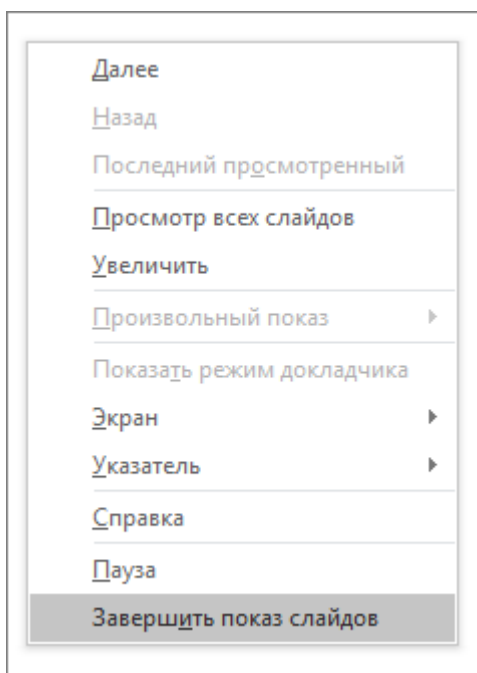 Далее
Назад
Последний просмотренный
Просмотр всех слайдов
Увеличить
Произвольный показ
Показать режим докладчика
Экран
Указатель
Справка
Пауза
Завершить показ слайдов